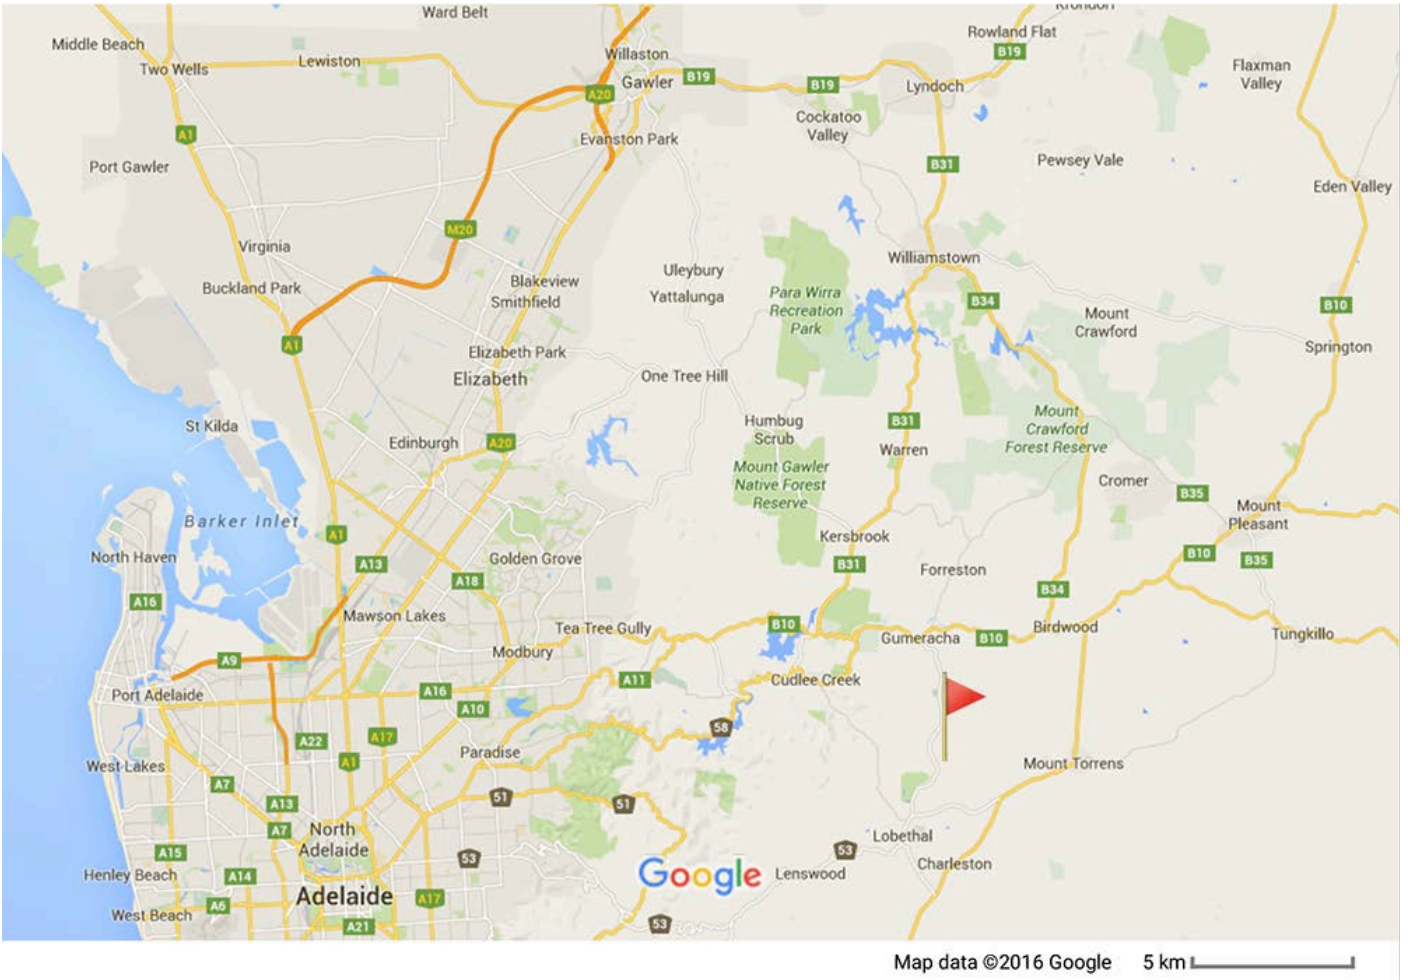 Ward Belt
Krondorf
Rowland Flat
Middle Beach
Willaston
B19
Two Wells
Lewiston
Gawler
B19
B19
Lyndoch
Flaxman
Valley
A20
A1
Evanston Park
Cockatoo
Valley
Port Gawler
B31
Pewsey Vale
Eden Valley
M20
Virginia
Williamstown
Buckland Park
Blakeview
Smithfield
Uleybury
Yattalunga
Para Wirra
Recreation
Park
B34
Mount
Crawford
B10
A1
Elizabeth Park
Elizabeth
One Tree Hill
Springton
St Kilda
Edinburgh
A20
Humbug
Scrub
B31
Warren
Mount
Crawford
Forest Reserve
Mount Gawler
Native Forest
Reserve
Cromer
B35
Barker Inlet
A1
Kersbrook
Mount
Pleasant
North Haven
A13
Golden Grove
B31
Forreston
B10
B35
A16
A18
B34
Mawson Lakes
Tea Tree Gully
B10
Gumeracha
B10
Birdwood
Tungkillo
A9
Modbury
Port Adelaide
A16
A11
Cudlee Creek
A10
A22
A17
58
West Lakes
A1
Paradise
Mount Torrens
A7
A13
51
51
A7
North
Adelaide
Lobethal
A15
53
53
Henley Beach
A14
Google
Lenswood
Charleston
Adelaide
A17
A6
West Beach
A21
53
Map data ©2016 Google
5 km